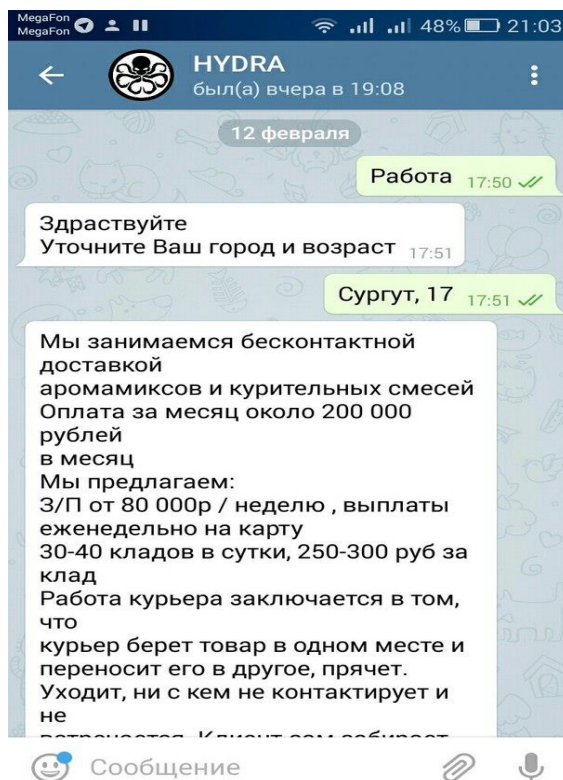 MegaFon
MegaFon
48% 21:03
HYDRA
был(а) вчера в 19:08
12 февраля
Работа 17:50
Здраствуйте
Уточните Ваш город и возраст 17:51
Сургут, 17 17:51
Мы занимаемся бесконтактной
доставкой
аромамиксов и курительных смесей
Оплата за месяц около 200 000
рублей
в месяц
Мы предлагаем:
З/П от 80 000р / неделю , выплаты
еженедельно на карту
30-40 кладов в сутки, 250-300 руб за
клад
Работа курьера заключается в том,
что
курьер берет товар в одном месте и
переносит его в другое, прячет.
Уходит, ни с кем не контактирует и
не
встречается. Клиент сам забирает
Сообщение